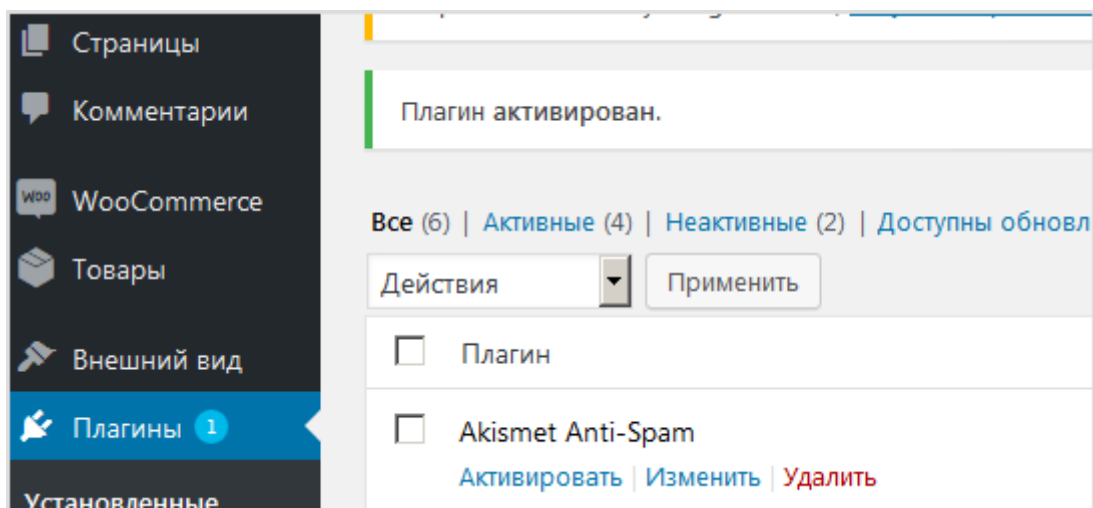 Страницы
Комментарии
Woo WooCommerce
Товары
Внешний вид
Плагины 1
Установленные
Плагин активирован.
Все (6) | Активные (4) | Неактивные (2) | Доступны обновл
Действия Применить
Плагин
Akismet Anti-Spam
Активировать | Изменить | Удалить